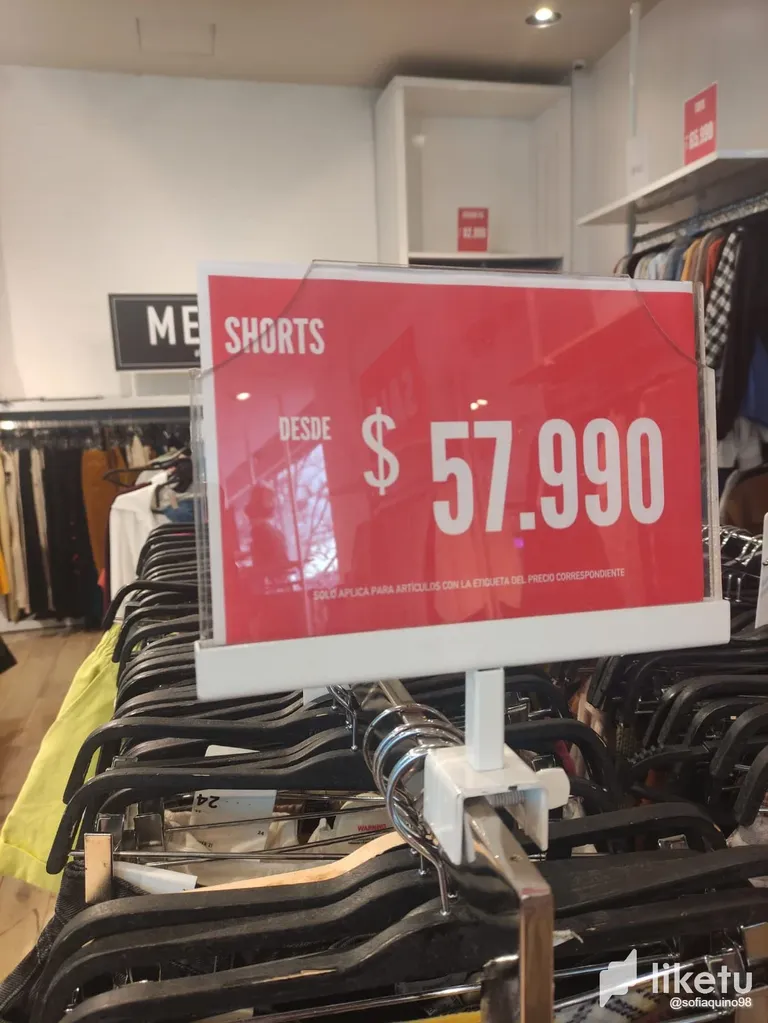 ME
SHORTS
DESDE
$ 57.990
SOLO APLICA PARA ARTÍCULOS CON LA ETIQUETA DEL PRECIO CORRESPONDIENTE
24
liketu
@sofiaquino98